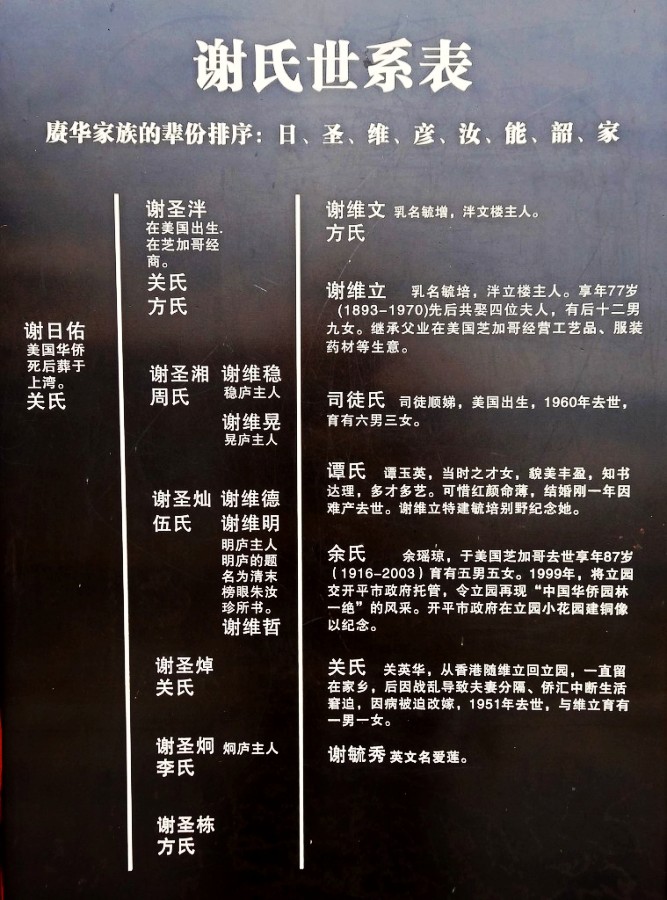 谢氏世系表
赓华家族的辈份排序：日、圣、维、彦、汝、能、韶、家
谢日佑
美国华侨
死后葬于
上湾。
关氏
谢圣泮
在美国出生.
在芝加哥经
商。
关氏
方氏
谢圣湘 谢维稳
周氏 稳庐主人
谢维晃
晃庐主人
谢圣灿 谢维德
伍氏 谢维明
明庐主人
明庐的题
名为清末
榜眼朱汝
珍所书。
谢维哲
谢圣焯
关氏
谢圣炯 炯庐主人
李氏
谢圣栋
方氏
谢维文 乳名毓增，泮文楼主人。
方氏
谢维立 乳名毓培，泮立楼主人。享年77岁
(1893-1970)先后共娶四位夫人，有后十二男
九女。继承父业在美国芝加哥经营工艺品、服装
药材等生意。
司徒氏 司徒顺娣，美国出生，1960年去世，
育有六男三女。
谭氏 谭玉英，当时之才女，貌美丰盈，知书
达理，多才多艺。可惜红颜命薄，结婚刚一年因
难产去世。谢维立特建毓培别野纪念她。
余氏 余瑶琼，于美国芝加哥去世享年87岁
(1916-2003)育有五男五女。1999年，将立园
交开平市政府托管，令立园再现“中国华侨园林
一绝”的风采。开平市政府在立园小花园建铜像
以纪念。
关氏 关英华，从香港随维立回立园，一直留
在家乡，后因战乱导致夫妻分隔、侨汇中断生活
窘迫，因病被迫改嫁，1951年去世，与维立育有
一男一女。
谢毓秀 英文名爱莲。